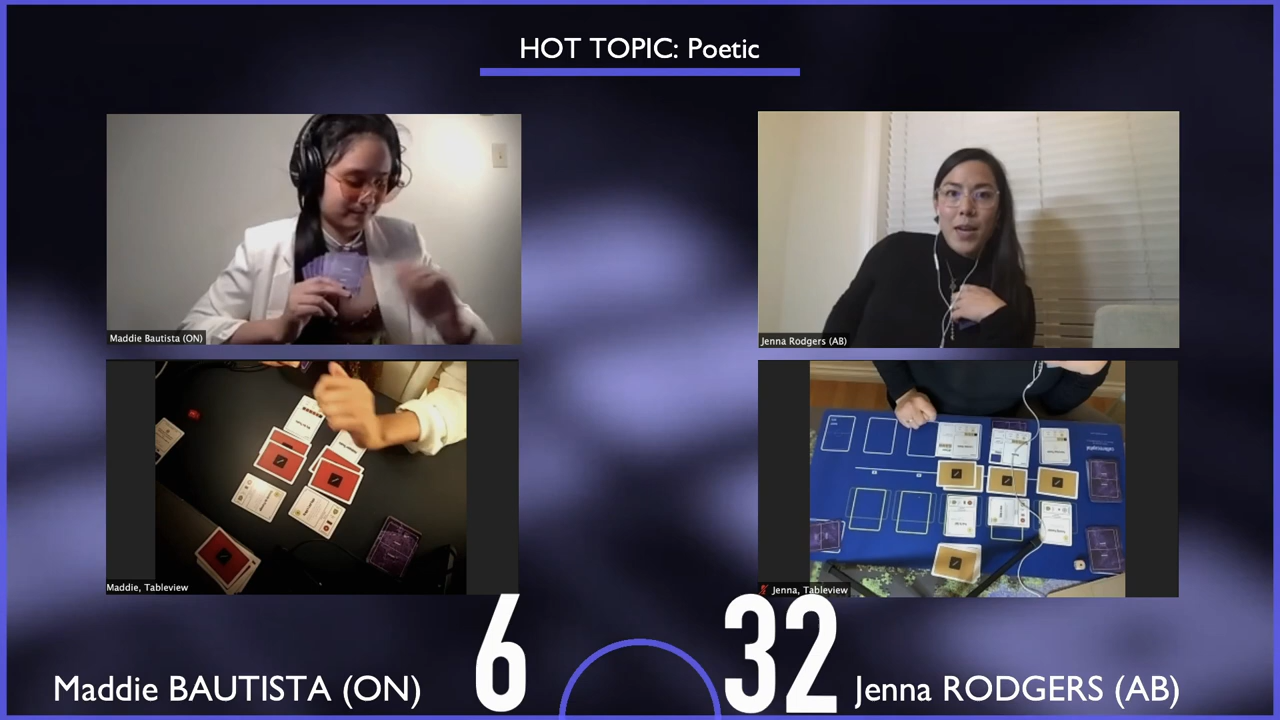 HOT TOPIC: Poetic
Maddie Bautista (ON)
Jenna Rodgers (AB)
Maddie, Tableview
Jenna, Tableview
6
32
Maddie BAUTISTA (ON)
Jenna RODGERS (AB)